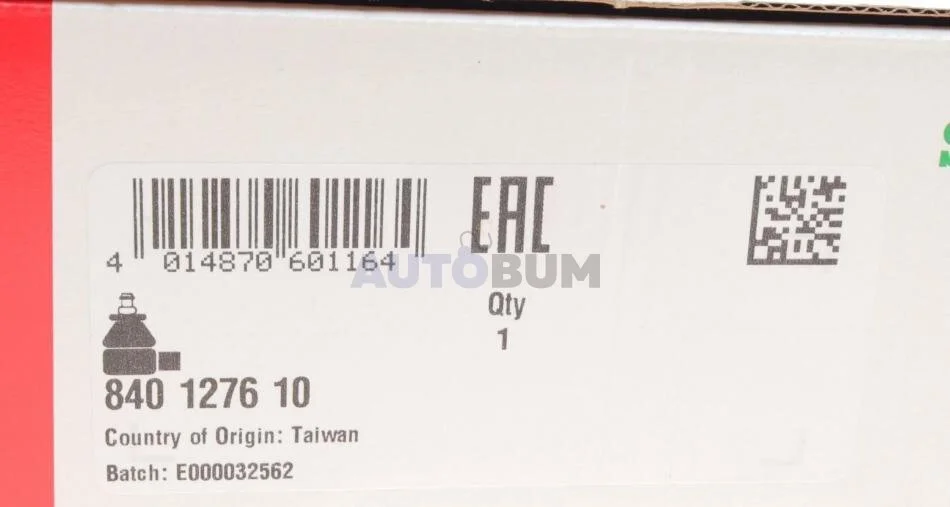 EAC
4 014870 601164
AUTOBUM
Qty
1
840 1276 10
Country of Origin: Taiwan
Batch: E000032562